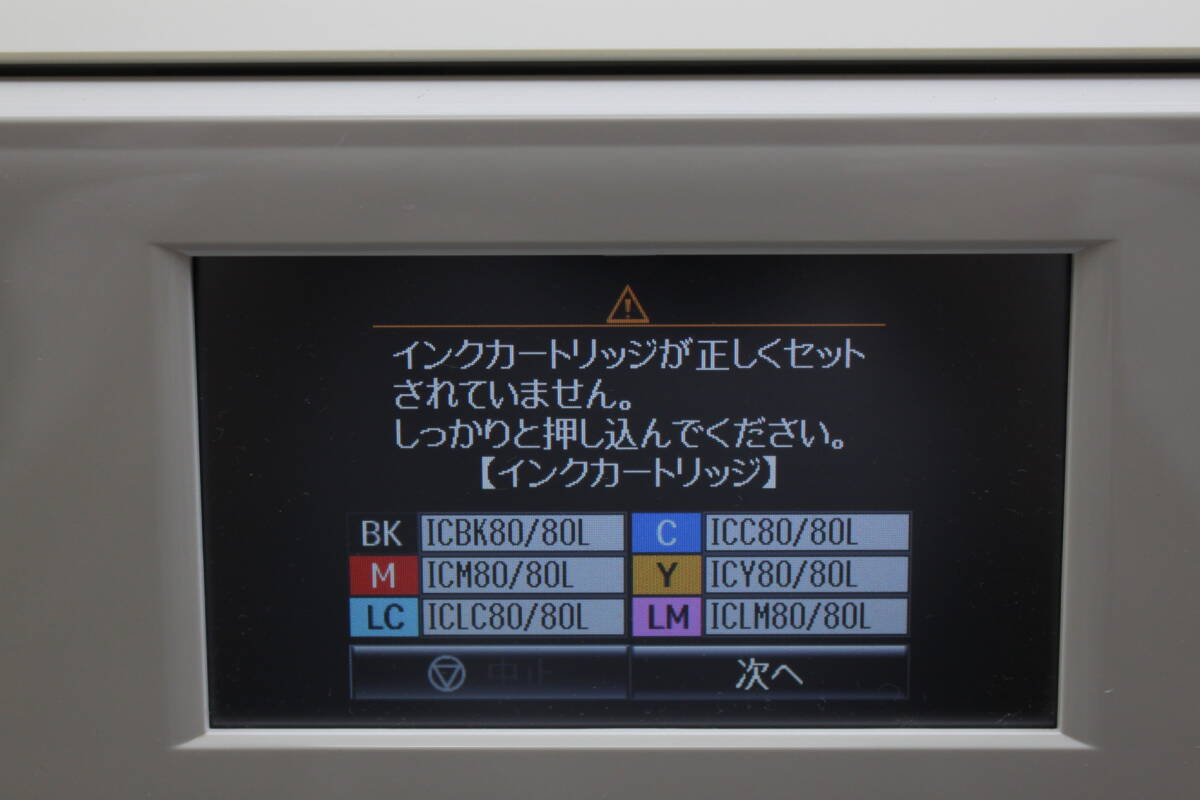 インクカートリッジが正しくセット
されていません。
しっかりと押し込んでください。
【インクカートリッジ】
BK ICBK80/80L C ICC80/80L
M ICM80/80L Y ICY80/80L
LC ICLC80/80L LM ICLM80/80L
中止 次へ